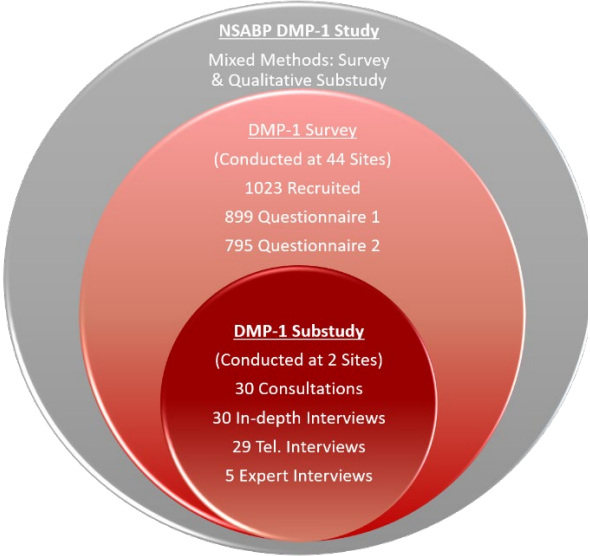 NSABP DMP-1 Study
Mixed Methods: Survey
& Qualitative Substudy
DMP-1 Survey
(Conducted at 44 Sites)
1023 Recruited
899 Questionnaire 1
795 Questionnaire 2
DMP-1 Substudy
(Conducted at 2 Sites)
30 Consultations
30 In-depth Interviews
29 Tel. Interviews
5 Expert Interviews